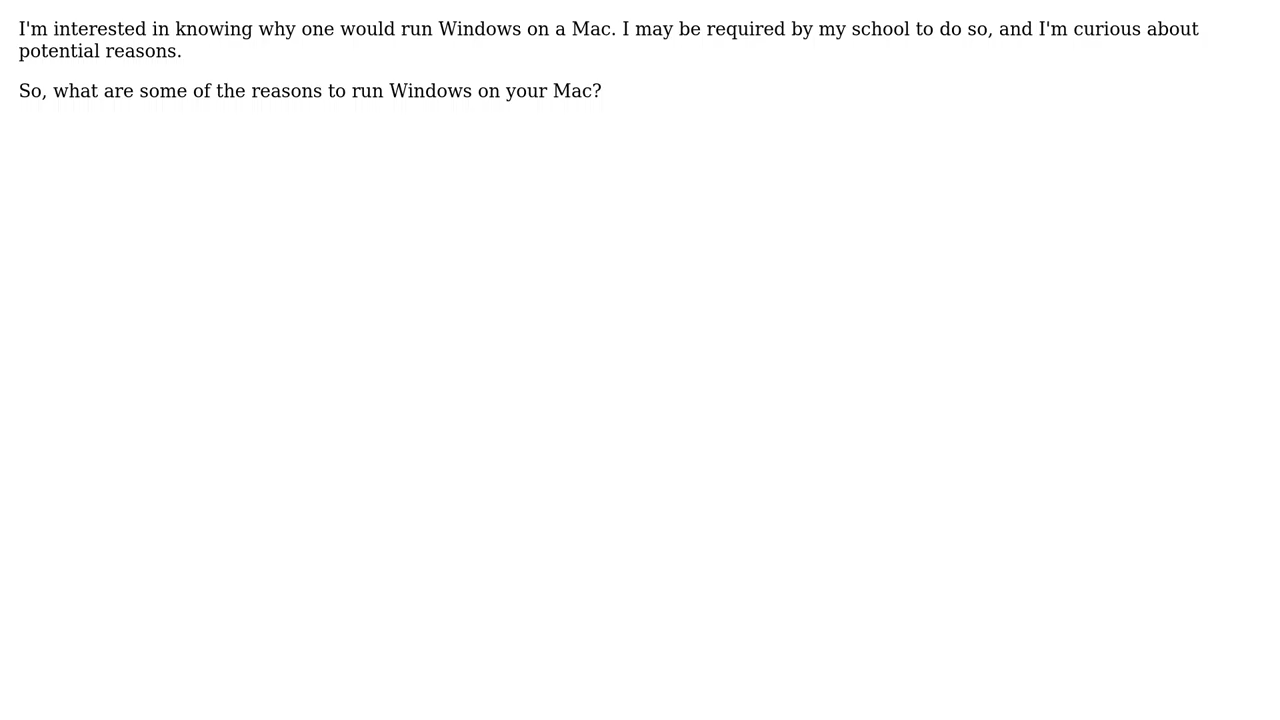 I'm interested in knowing why one would run Windows on a Mac. I may be required by my school to do so, and I'm curious about
potential reasons.
So, what are some of the reasons to run Windows on your Mac?